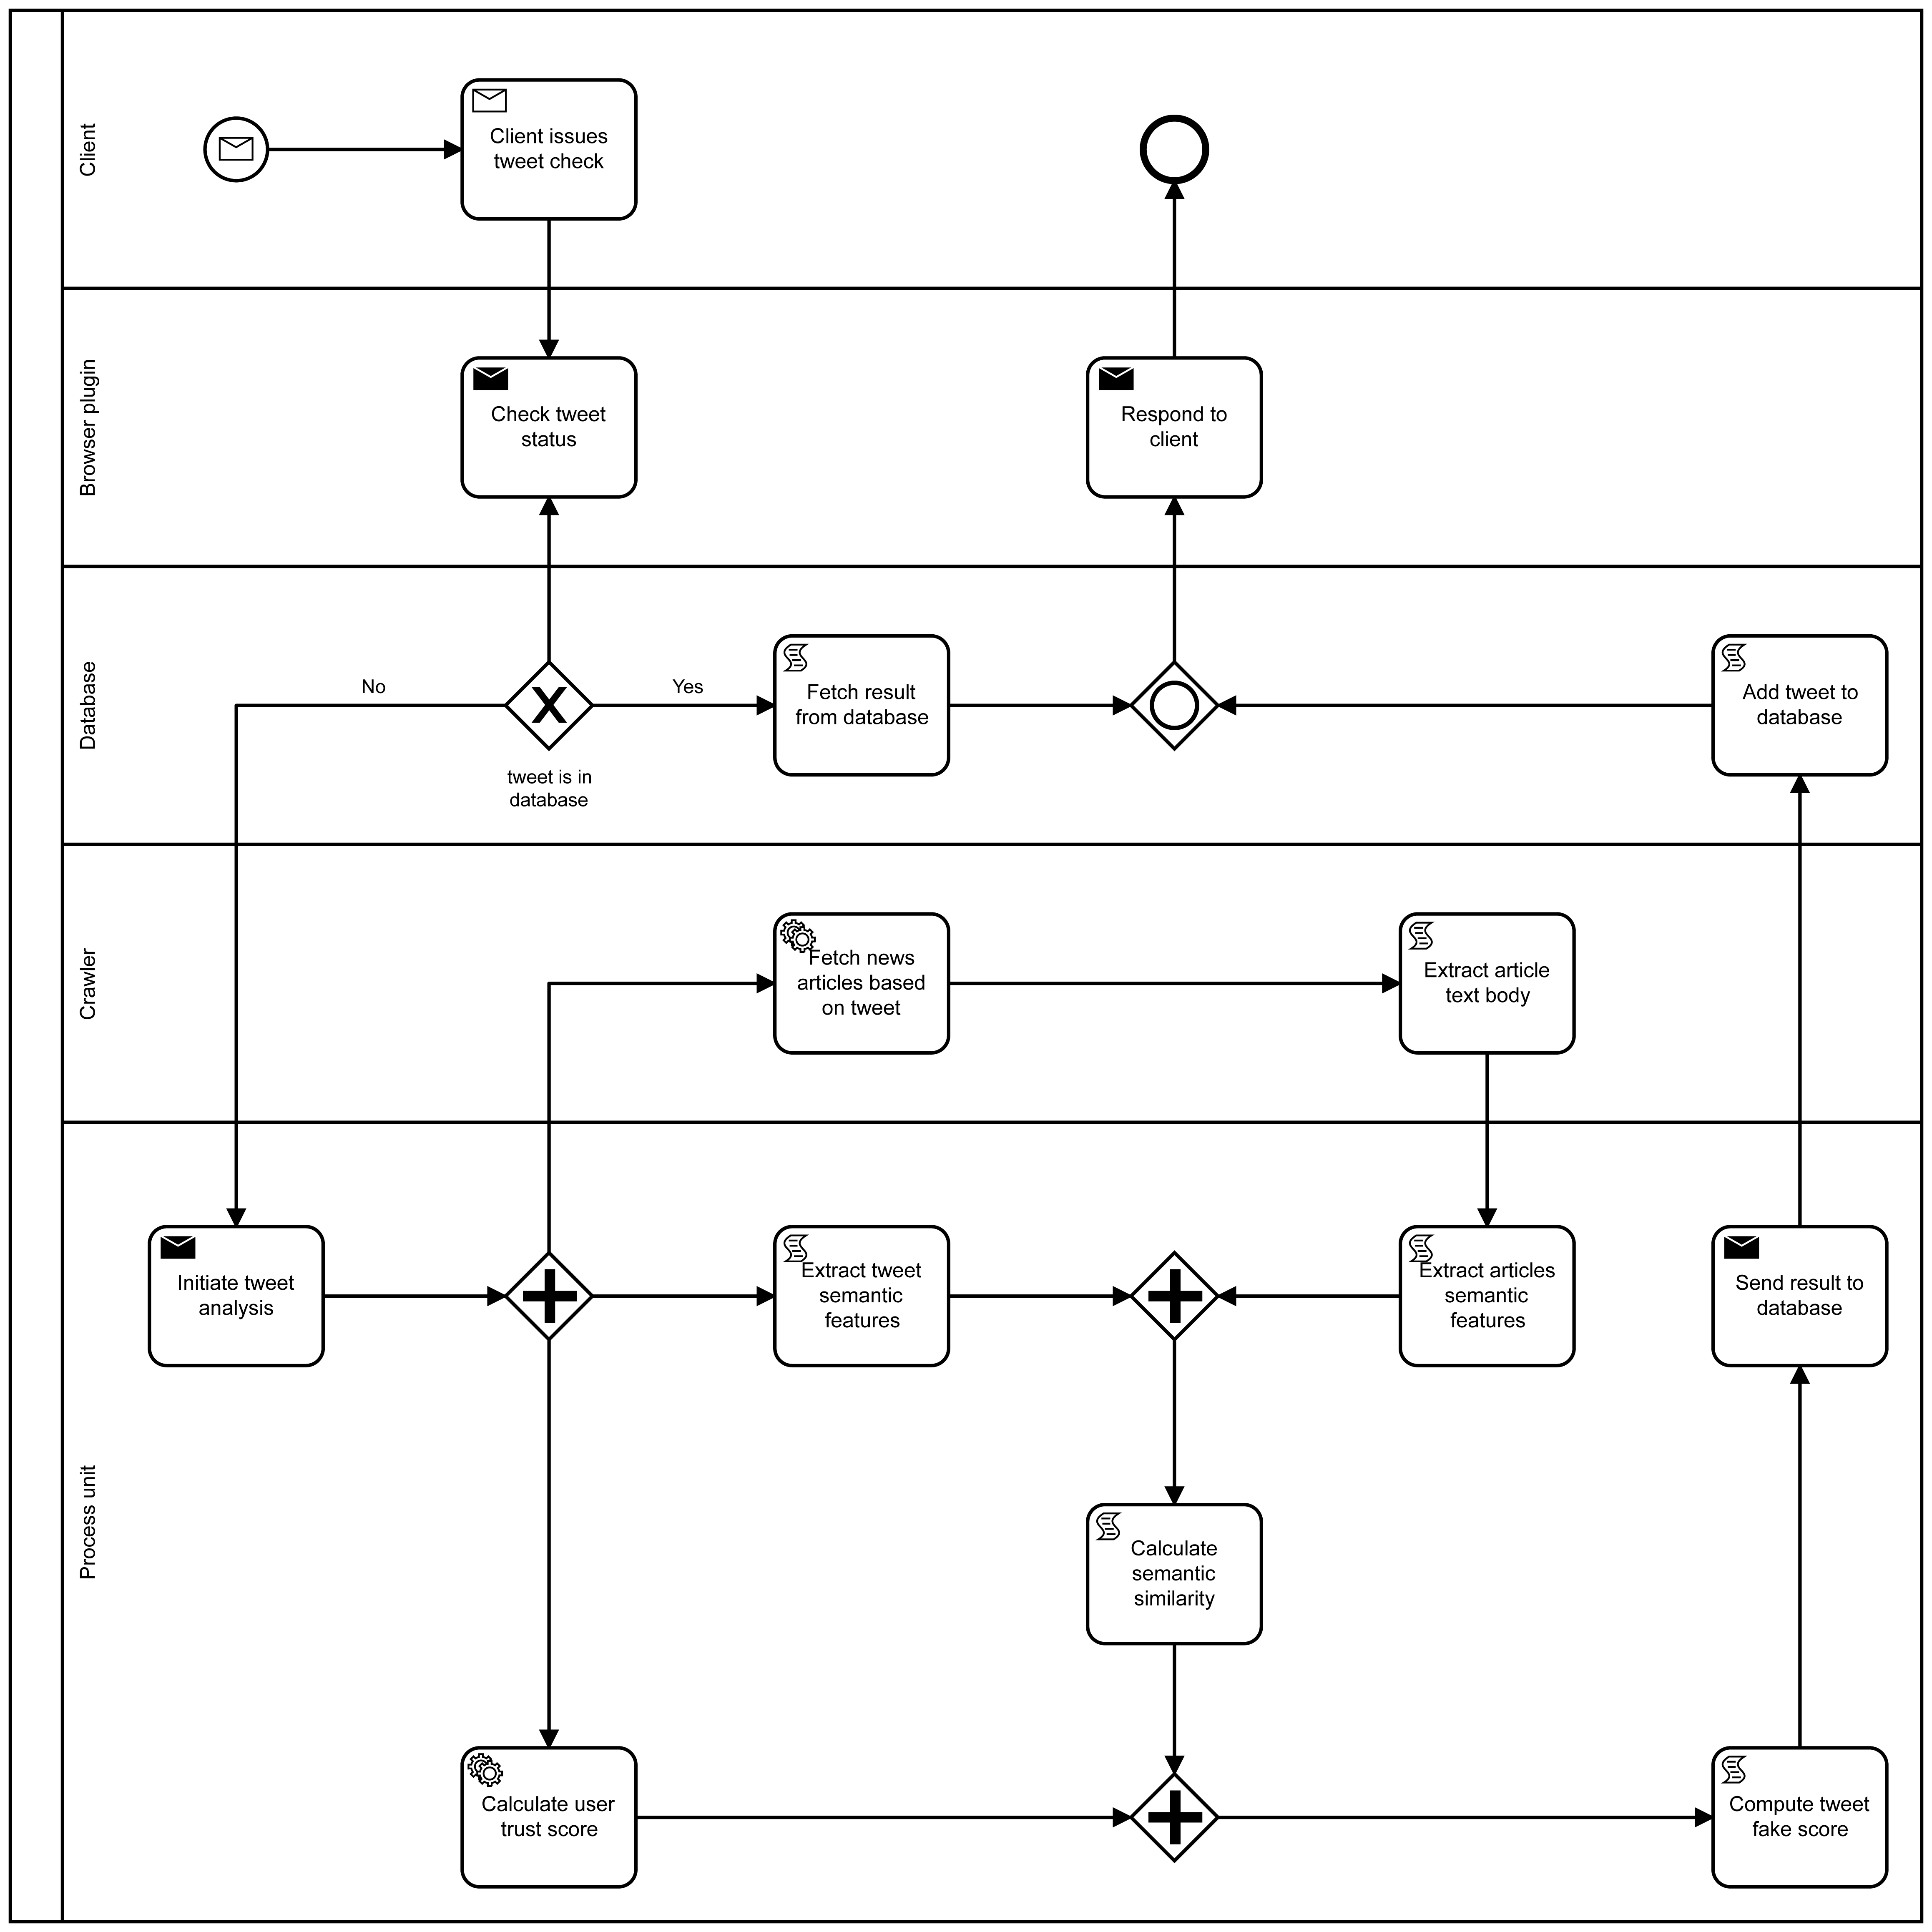 Client
Client issues
tweet check
Browser plugin
Check tweet
status
Respond to
client
Database
No
Yes
tweet is in
database
Fetch result
from database
Add tweet to
database
Crawler
Fetch news
articles based
on tweet
Extract article
text body
Process unit
Initiate tweet
analysis
Extract tweet
semantic
features
Extract articles
semantic
features
Send result to
database
Calculate
semantic
similarity
Calculate user
trust score
Compute tweet
fake score